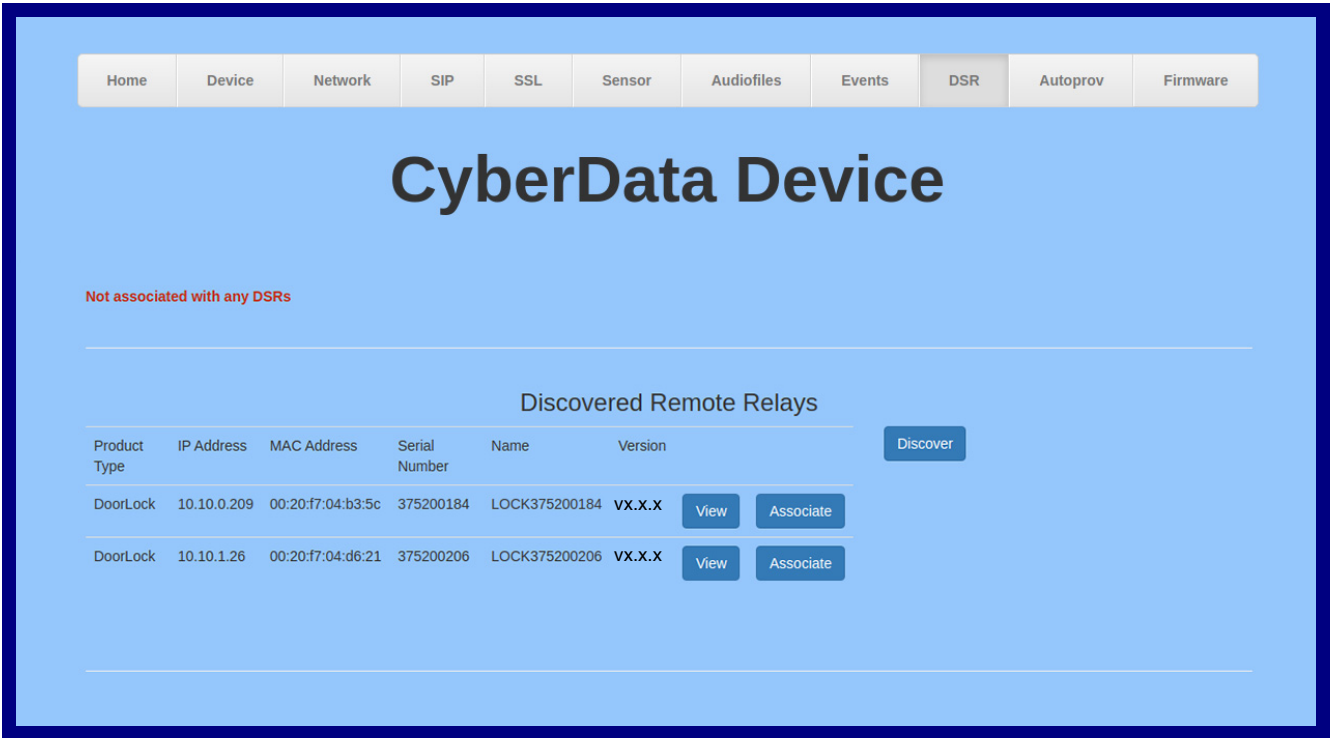 Home Device Network SIP SSL Sensor Audiofiles Events DSR Autoprov Firmware
CyberData Device
Not associated with any DSRs
Discovered Remote Relays
Product Type IP Address MAC Address Serial Number Name Version Discover
DoorLock 10.10.0.209 00:20:f7:04:b3:5c 375200184 LOCK375200184 VX.X.X View Associate
DoorLock 10.10.1.26 00:20:f7:04:d6:21 375200206 LOCK375200206 VX.X.X View Associate